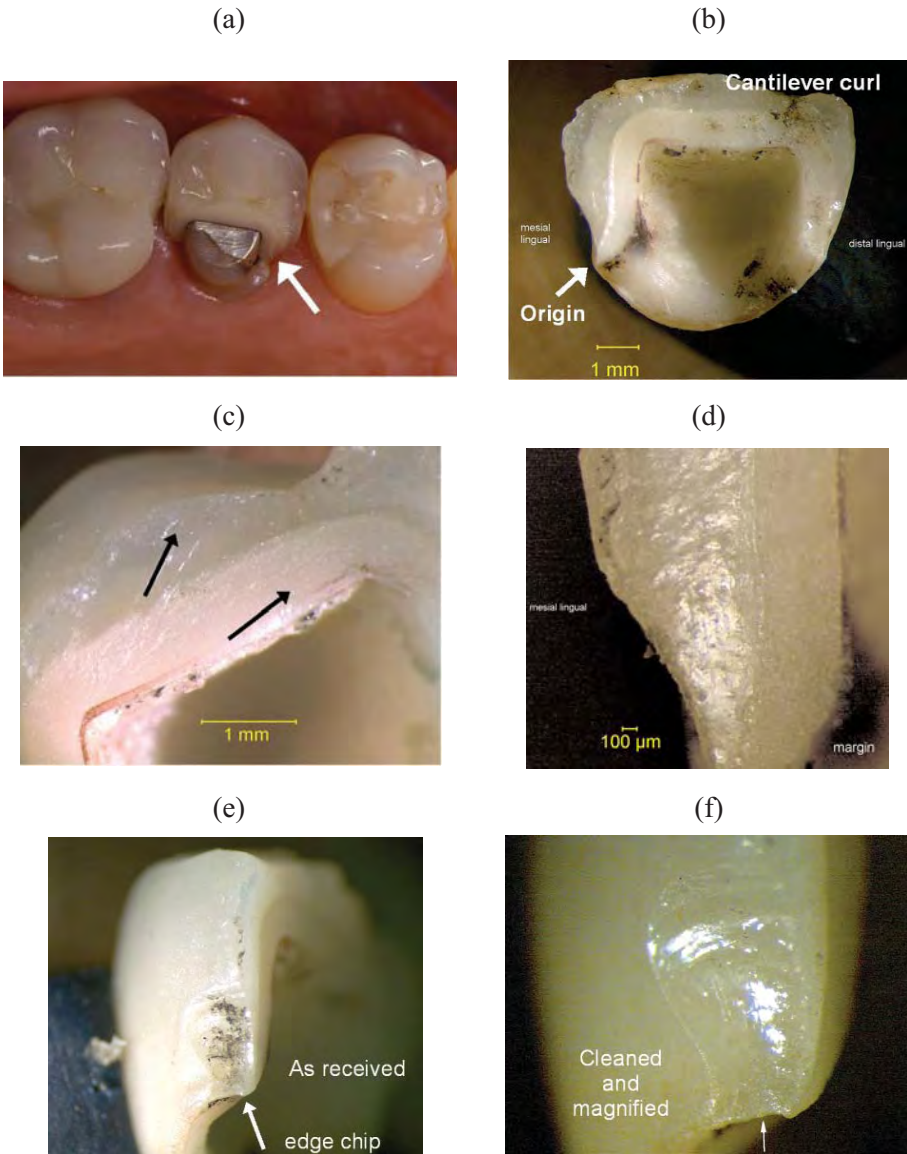 (a)
(b)
Cantilever curl
mesial
lingual
distal lingual
Origin
1 mm
(c)
(d)
1 mm
mesial lingual
100 µm
margin
(e)
(f)
As received
edge chip
Cleaned
and
magnified